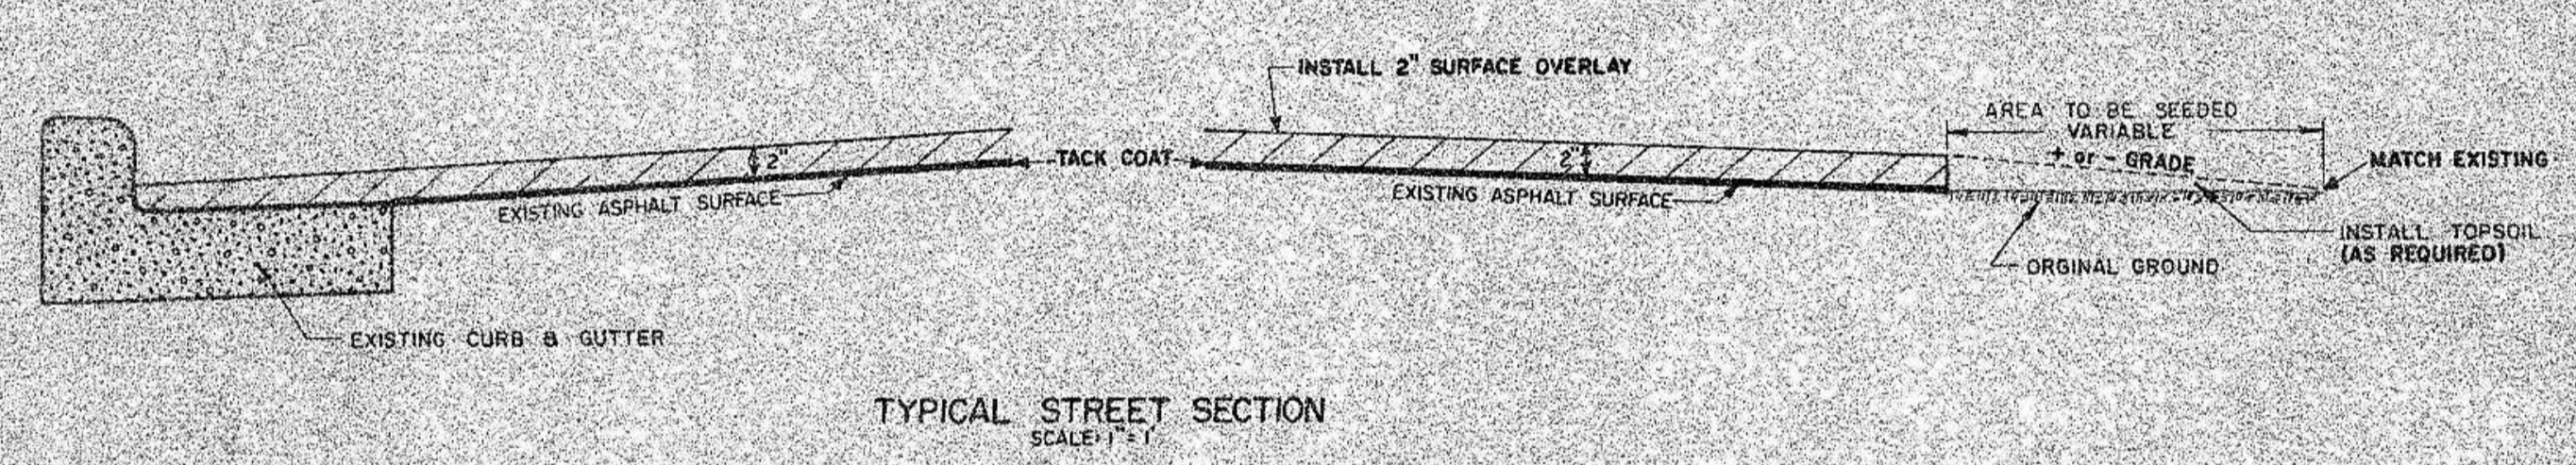 INSTALL 2" SURFACE OVERLAY
AREA TO BE SEEDED
VARIABLE
2"
TACK COAT
2"
+ or - GRADE
MATCH EXISTING
EXISTING ASPHALT SURFACE
EXISTING ASPHALT SURFACE
INSTALL TOPSOIL
(AS REQUIRED)
ORGINAL GROUND
EXISTING CURB & GUTTER
TYPICAL STREET SECTION
SCALE: 1" = 1'